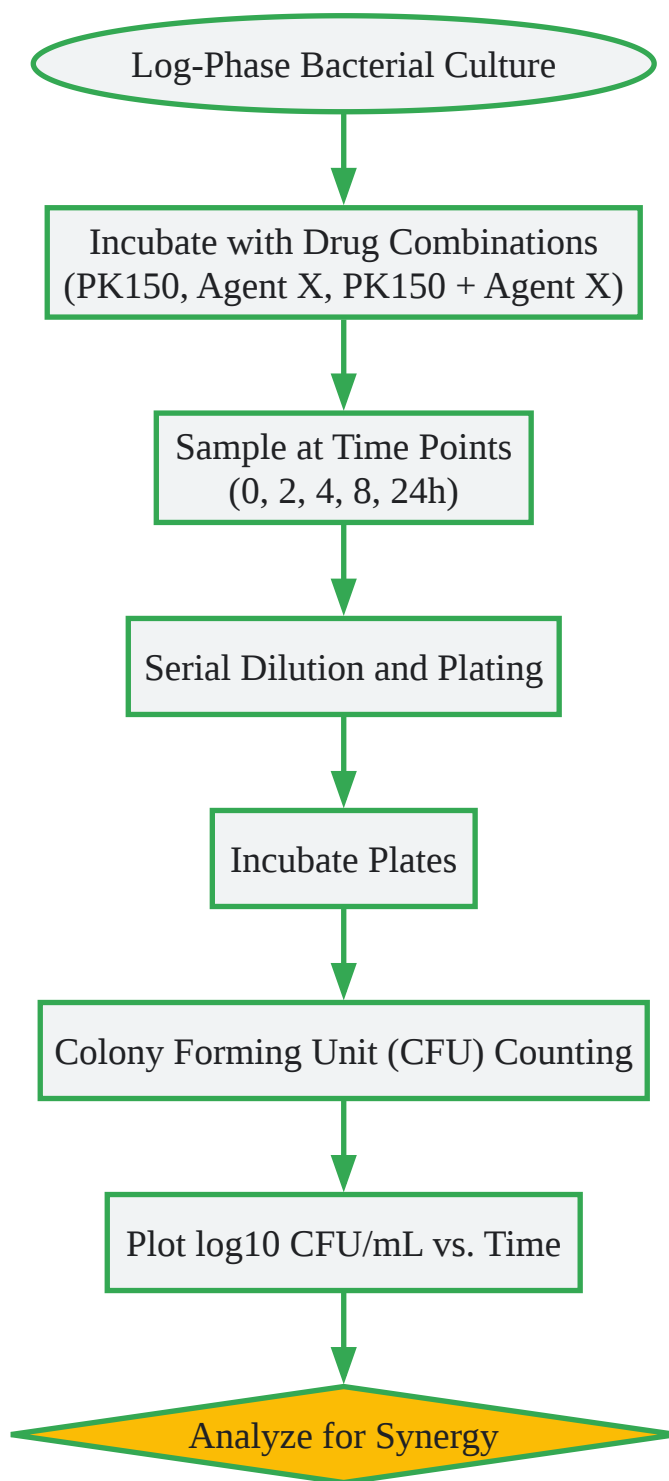 Log-Phase Bacterial Culture
Incubate with Drug Combinations
(PK150, Agent X, PK150 + Agent X)
Sample at Time Points
(0, 2, 4, 8, 24h)
Serial Dilution and Plating
Incubate Plates
Colony Forming Unit (CFU) Counting
Plot log10 CFU/mL vs. Time
Analyze for Synergy